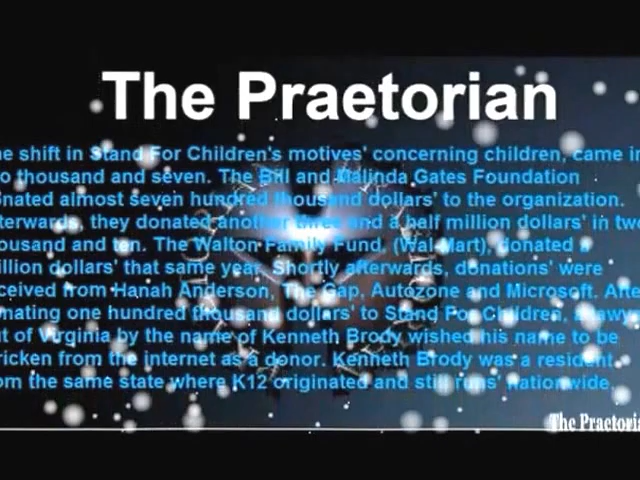 The Praetorian
he shift in Stand For Children's motives' concerning children, came in
o thousand and seven. The Bill and Malinda Gates Foundation
onated almost seven hundred thousand dollars' to the organization.
fterwards, they donated another three and a half million dollars' in two
ousand and ten. The Walton Family Fund, (Wal-Mart), donated a
illion dollars' that same year. Shortly afterwards, donations' were
ceived from Hanah Anderson, The Gap, Autozone and Microsoft. Afte
nating one hundred thousand dollars' to Stand For Children, a lawy
t of Virginia by the name of Kenneth Brody wished his name to be
ricken from the internet as a donor. Kenneth Brody was a resident,
om the same state where K12 originated and still runs' nationwide.
The Praetoria